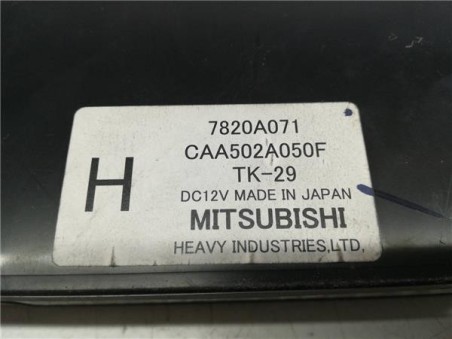 7820A071
CAA502A050F
H
TK-29
DC12V MADE IN JAPAN
MITSUBISHI
HEAVY INDUSTRIES,LTD.